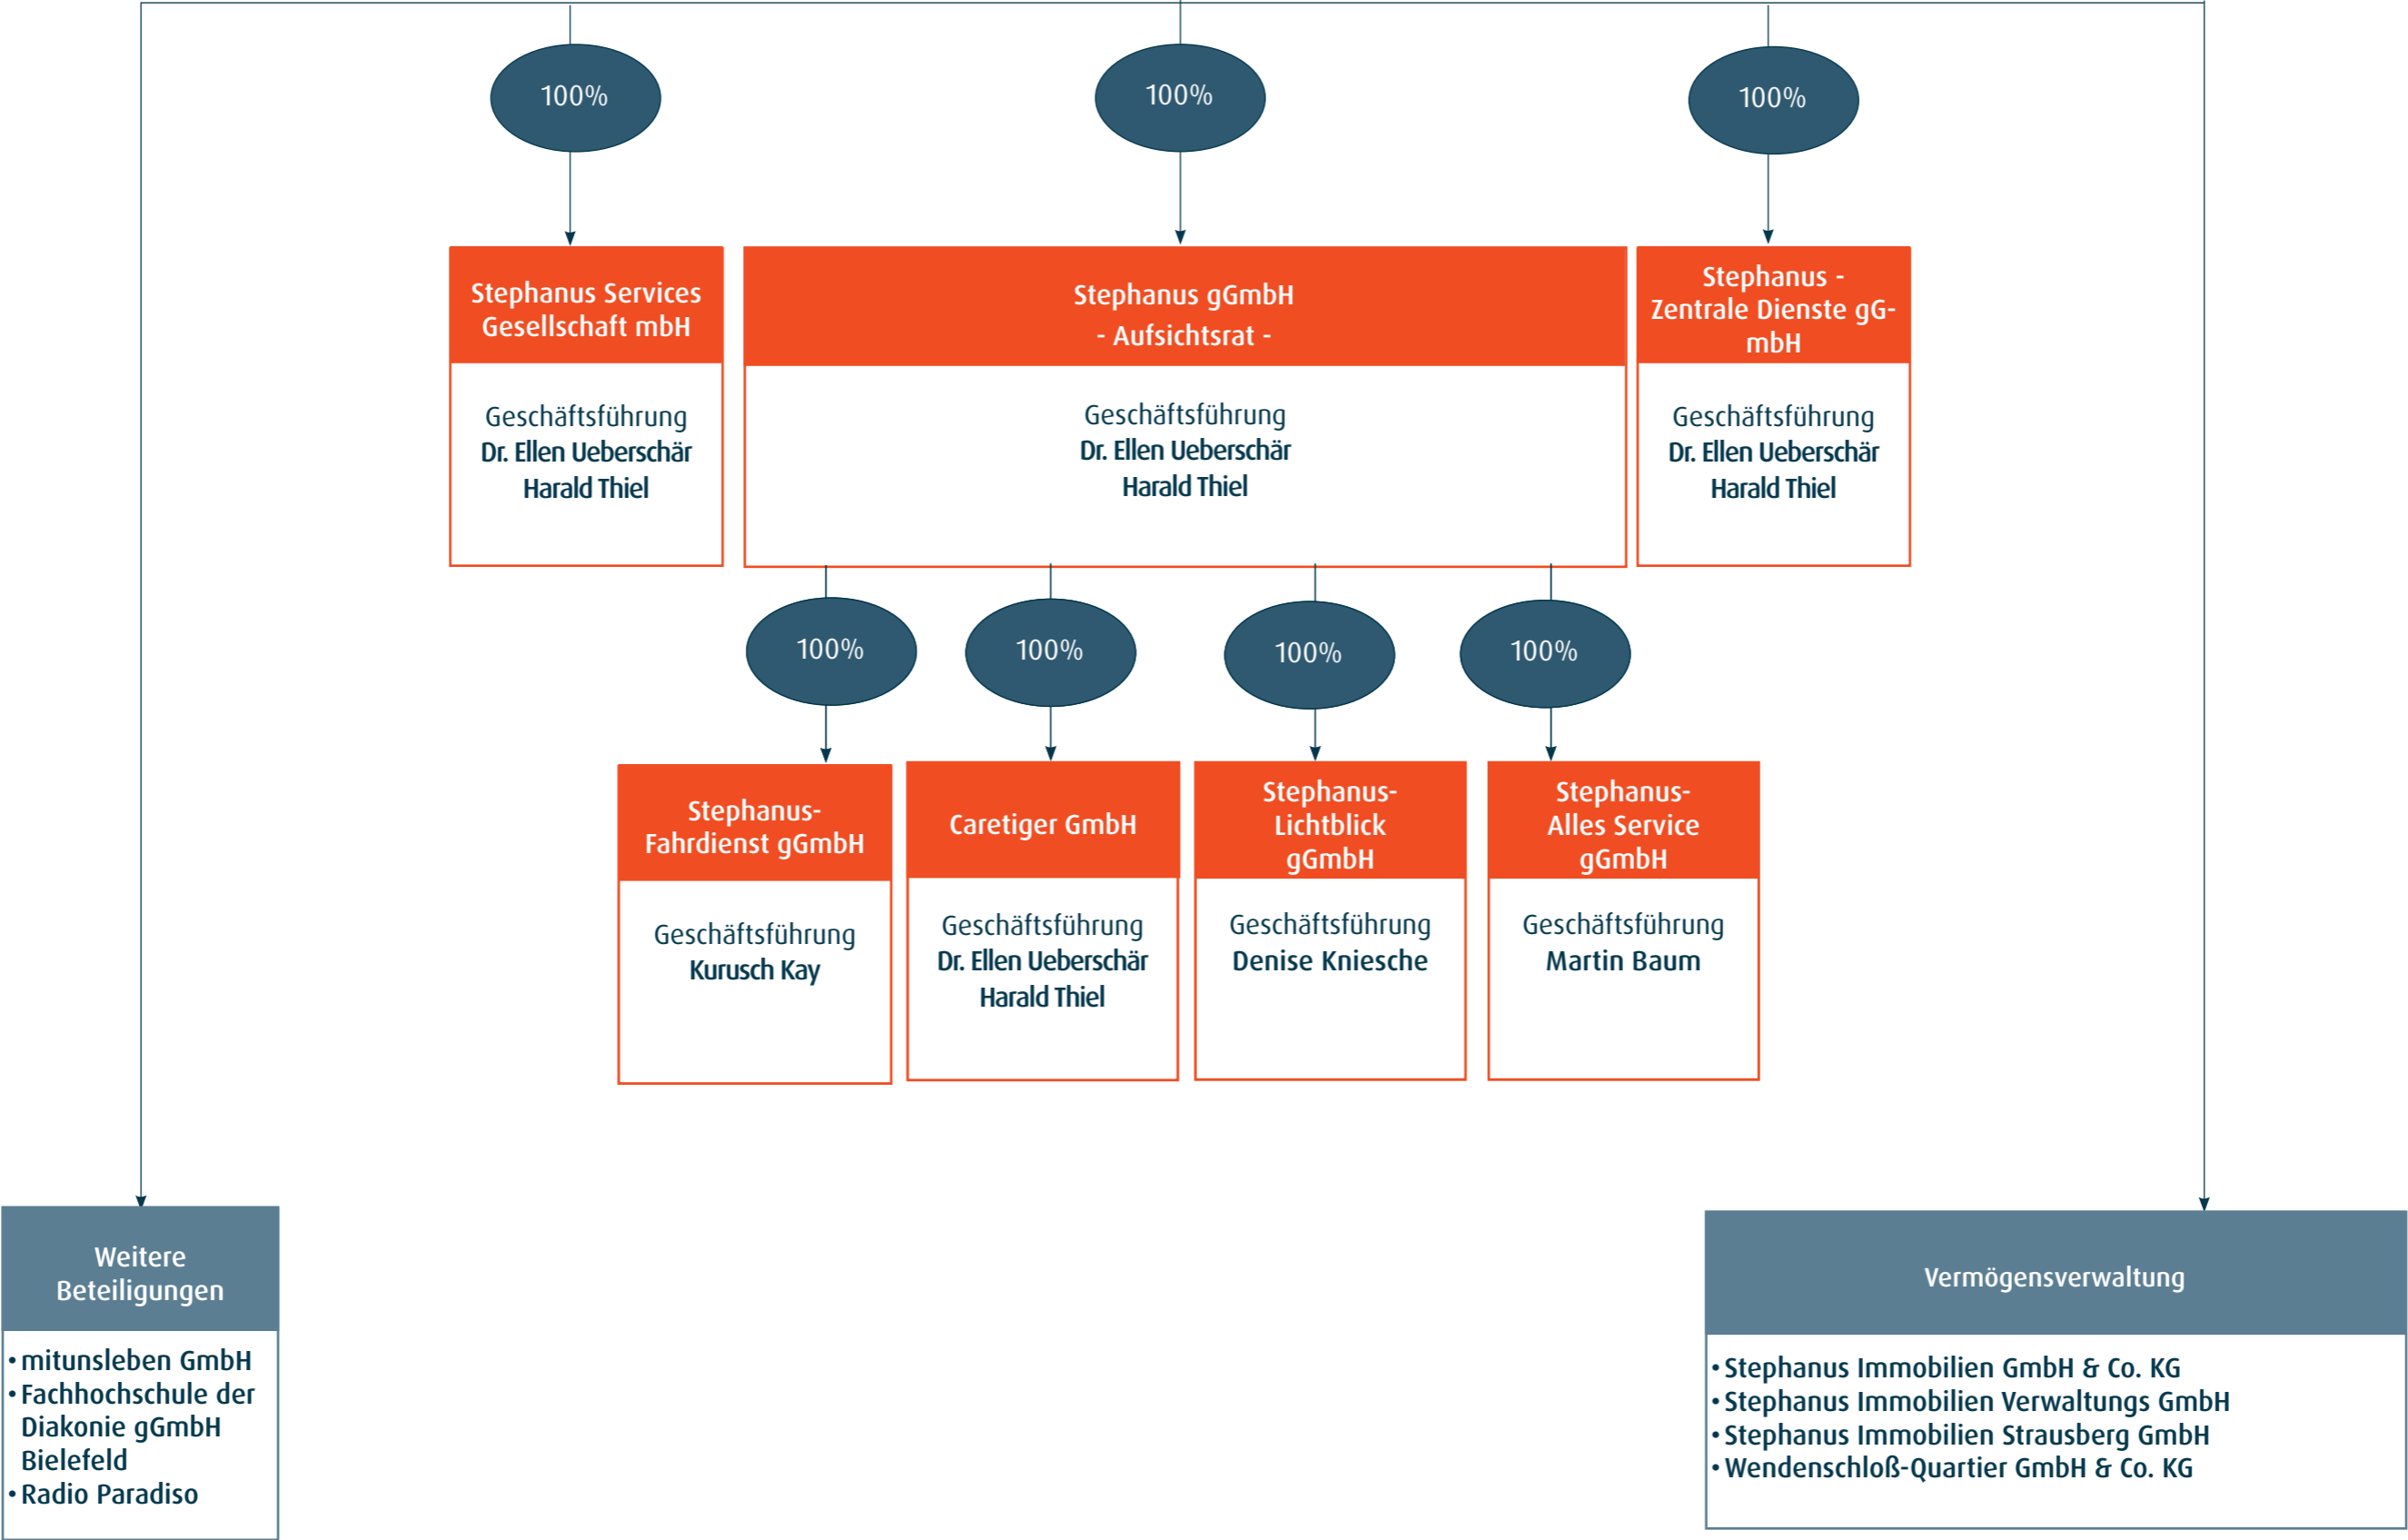 100%
100%
100%
Stephanus Services
Gesellschaft mbH
Geschäftsführung
Dr. Ellen Ueberschär
Harald Thiel
Stephanus gGmbH
- Aufsichtsrat -
Geschäftsführung
Dr. Ellen Ueberschär
Harald Thiel
Stephanus -
Zentrale Dienste gG-
mbH
Geschäftsführung
Dr. Ellen Ueberschär
Harald Thiel
100%
100%
100%
100%
Stephanus-
Fahrdienst gGmbH
Geschäftsführung
Kurusch Kay
Caretiger GmbH
Geschäftsführung
Dr. Ellen Ueberschär
Harald Thiel
Stephanus-
Lichtblick
gGmbH
Geschäftsführung
Denise Kniesche
Stephanus-
Alles Service
gGmbH
Geschäftsführung
Martin Baum
Weitere
Beteiligungen
• mitunsleben GmbH
• Fachhochschule der
Diakonie gGmbH
Bielefeld
• Radio Paradiso
Vermögensverwaltung
• Stephanus Immobilien GmbH & Co. KG
• Stephanus Immobilien Verwaltungs GmbH
• Stephanus Immobilien Strausberg GmbH
• Wendenschloß-Quartier GmbH & Co. KG